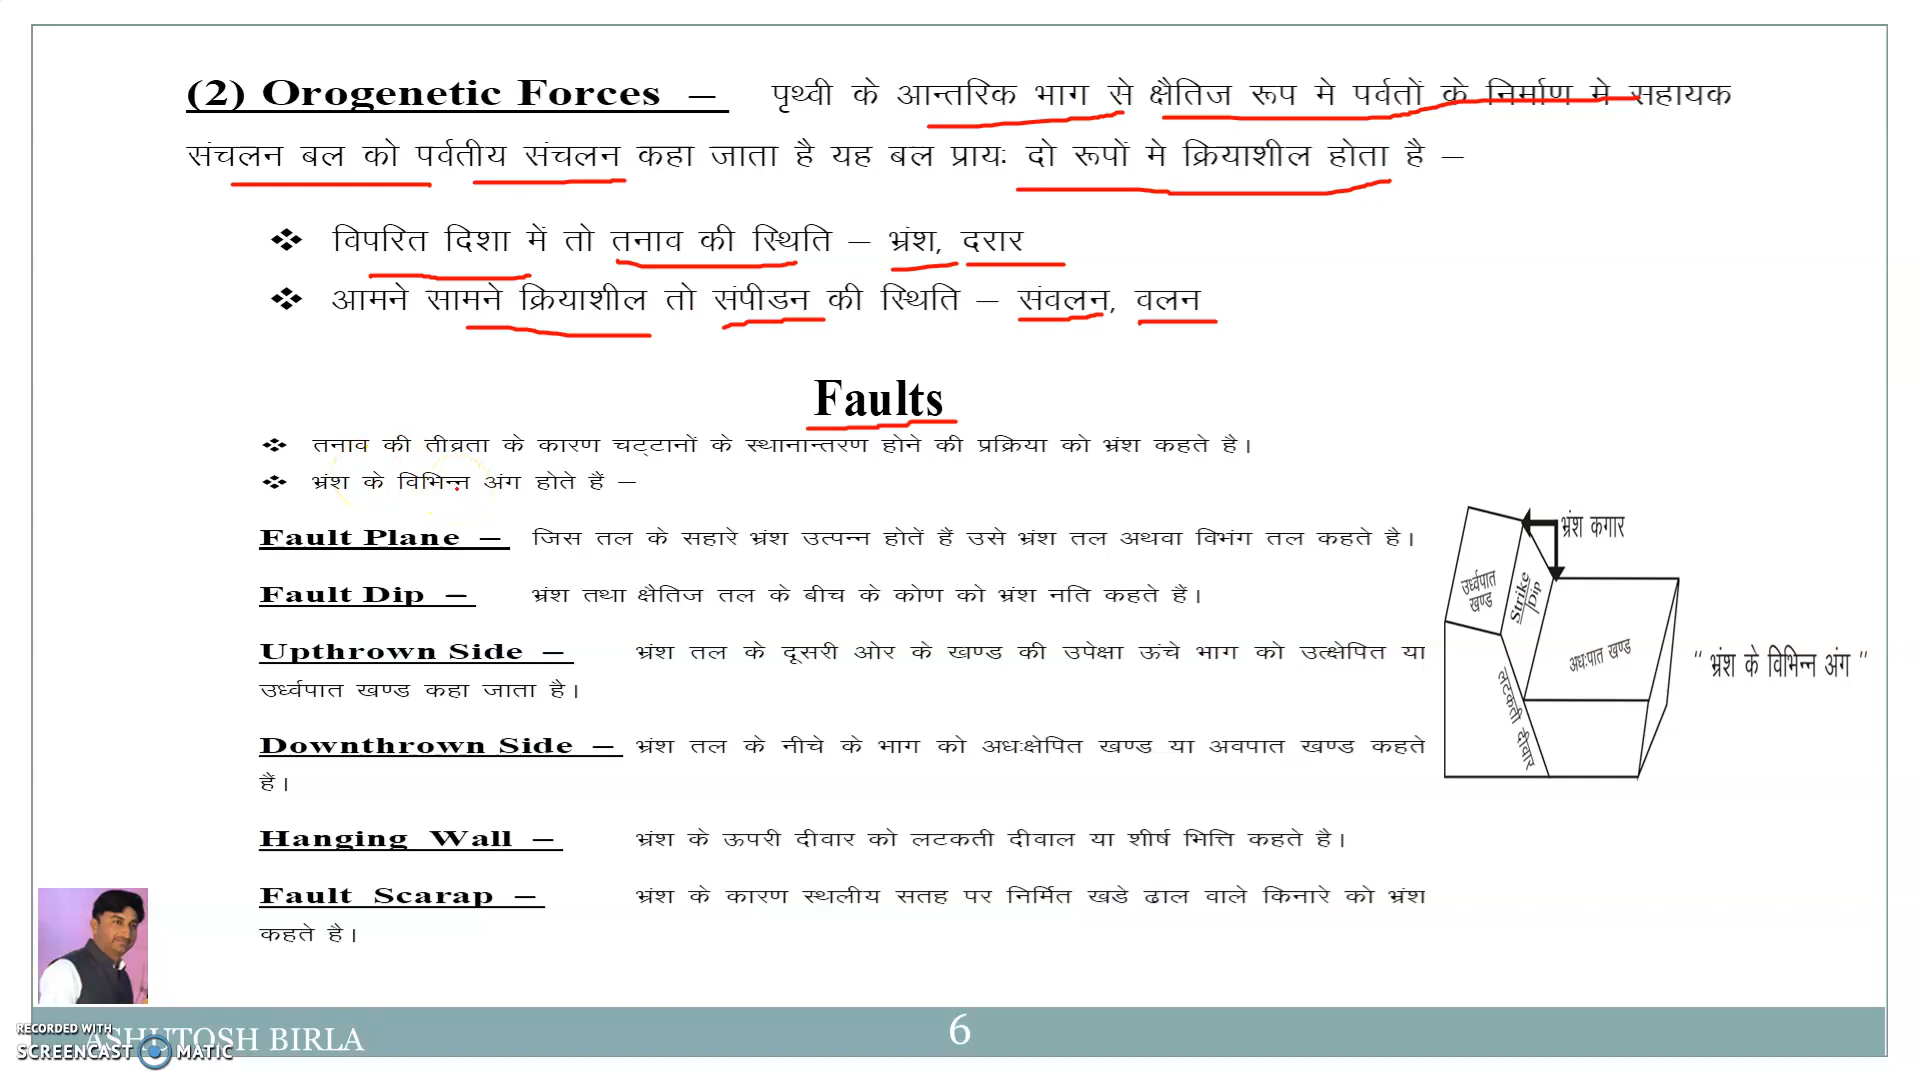 (2) Orogenetic Forces – पृथ्वी के आन्तरिक भाग से क्षैतिज रूप मे पर्वतों के निर्माण मे सहायक
संचलन बल को पर्वतीय संचलन कहा जाता है यह बल प्रायः दो रूपों मे क्रियाशील होता है –
❖ विपरित दिशा में तो तनाव की स्थिति – भ्रंश, दरार
❖ आमने सामने क्रियाशील तो संपीडन की स्थिति – संवलन, वलन
Faults
❖ तनाव की तीव्रता के कारण चट्टानों के स्थानान्तरण होने की प्रक्रिया को भ्रंश कहते है।
❖ भ्रंश के विभिन्न अंग होते हैं –
Fault Plane – जिस तल के सहारे भ्रंश उत्पन्न होतें हैं उसे भ्रंश तल अथवा विभंग तल कहते है।
Fault Dip – भ्रंश तथा क्षैतिज तल के बीच के कोण को भ्रंश नति कहते हैं।
Upthrown Side – भ्रंश तल के दूसरी ओर के खण्ड की उपेक्षा ऊंचे भाग को उत्क्षेपित या
उर्ध्वपात खण्ड कहा जाता है।
Downthrown Side – भ्रंश तल के नीचे के भाग को अधःक्षेपित खण्ड या अवपात खण्ड कहते
हैं।
Hanging Wall – भ्रंश के ऊपरी दीवार को लटकती दीवाल या शीर्ष भित्ति कहते है।
Fault Scarap – भ्रंश के कारण स्थलीय सतह पर निर्मित खडे ढाल वाले किनारे को भ्रंश
कहते है।
भ्रंश कगार
उर्ध्वपात
खण्ड
Strike
Dip
अधःपात खण्ड
लटकती दीवार
“ भ्रंश के विभिन्न अंग ”
ASHUTOSH BIRLA
6
RECORDED WITH
SCREENCAST MATIC